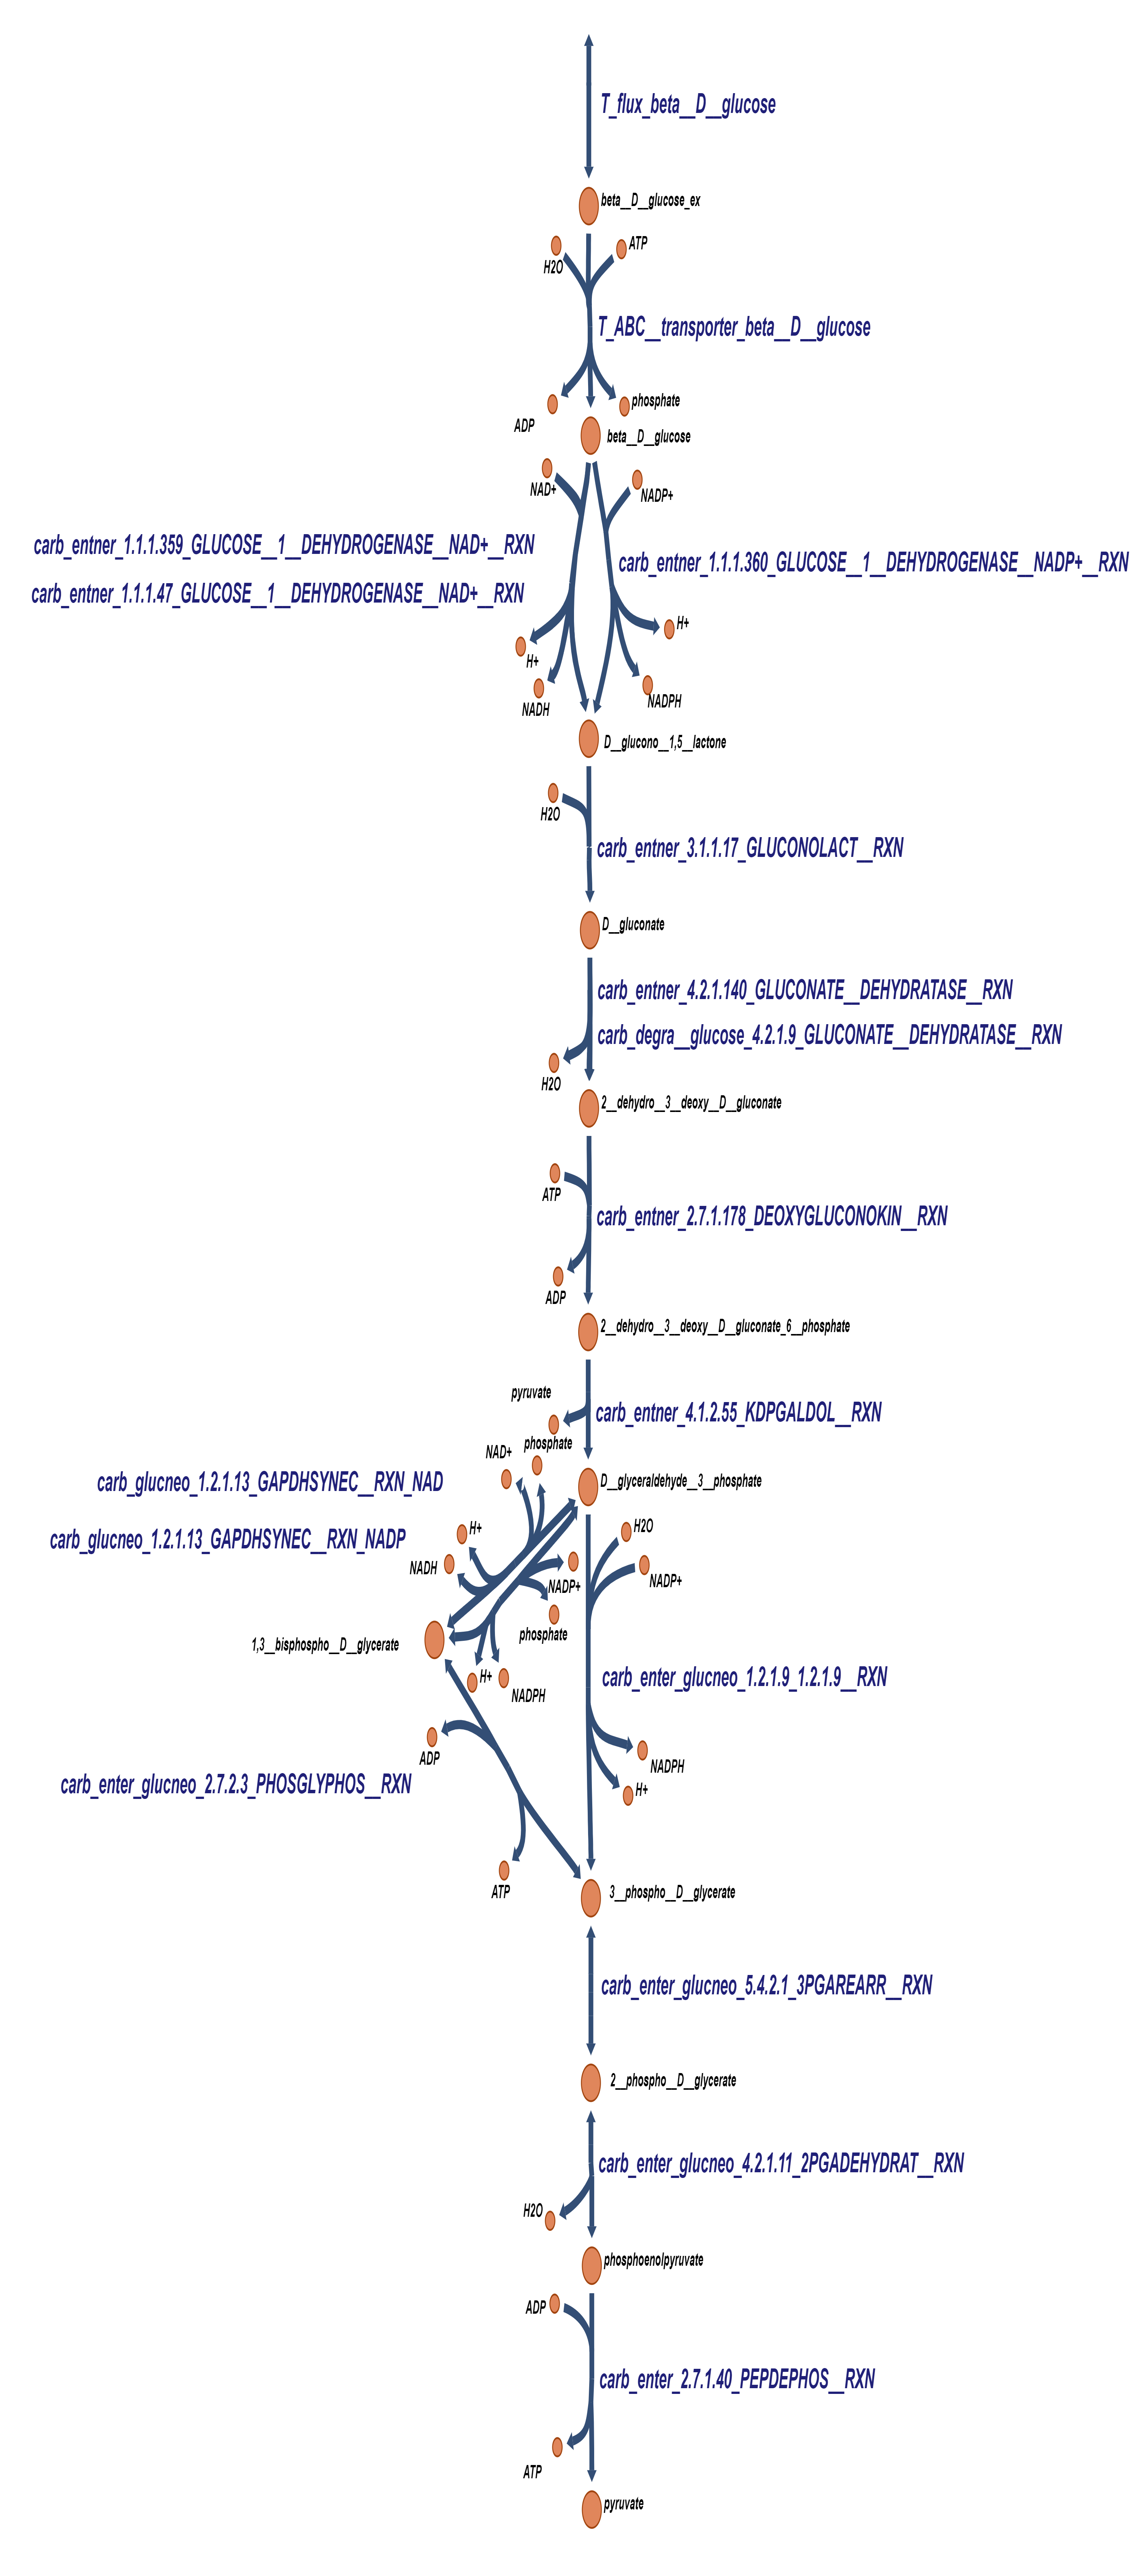 T_flux_beta__D__glucose
beta__D__glucose_ex
ATP
H2O
T_ABC__transporter_beta__D__glucose
phosphate
ADP
beta__D__glucose
NAD+
NADP+
carb_entner_1.1.1.359_GLUCOSE__1__DEHYDROGENASE__NAD+__RXN
carb_entner_1.1.1.360_GLUCOSE__1__DEHYDROGENASE__NADP+__RXN
carb_entner_1.1.1.47_GLUCOSE__1__DEHYDROGENASE__NAD+__RXN
H+
H+
NADPH
NADH
D__glucono__1,5__lactone
H2O
carb_entner_3.1.1.17_GLUCONOLACT__RXN
D__gluconate
carb_entner_4.2.1.140_GLUCONATE__DEHYDRATASE__RXN
carb_degra__glucose_4.2.1.9_GLUCONATE__DEHYDRATASE__RXN
H2O
2__dehydro__3__deoxy__D__gluconate
ATP
carb_entner_2.7.1.178_DEOXYGLUCONOKIN__RXN
ADP
2__dehydro__3__deoxy__D__gluconate_6__phosphate
pyruvate
carb_entner_4.1.2.55_KDPGALDOL__RXN
phosphate
NAD+
carb_glucneo_1.2.1.13_GAPDHSYNEC__RXN_NAD
D__glyceraldehyde__3__phosphate
H+
H2O
carb_glucneo_1.2.1.13_GAPDHSYNEC__RXN_NADP
NADH
NADP+
NADP+
phosphate
1,3__bisphospho__D__glycerate
H+
carb_enter_glucneo_1.2.1.9_1.2.1.9__RXN
NADPH
ADP
NADPH
carb_enter_glucneo_2.7.2.3_PHOSGLYPHOS__RXN
H+
ATP
3__phospho__D__glycerate
carb_enter_glucneo_5.4.2.1_3PGAREARR__RXN
2__phospho__D__glycerate
carb_enter_glucneo_4.2.1.11_2PGADEHYDRAT__RXN
H2O
phosphoenolpyruvate
ADP
carb_enter_2.7.1.40_PEPDEPHOS__RXN
ATP
pyruvate